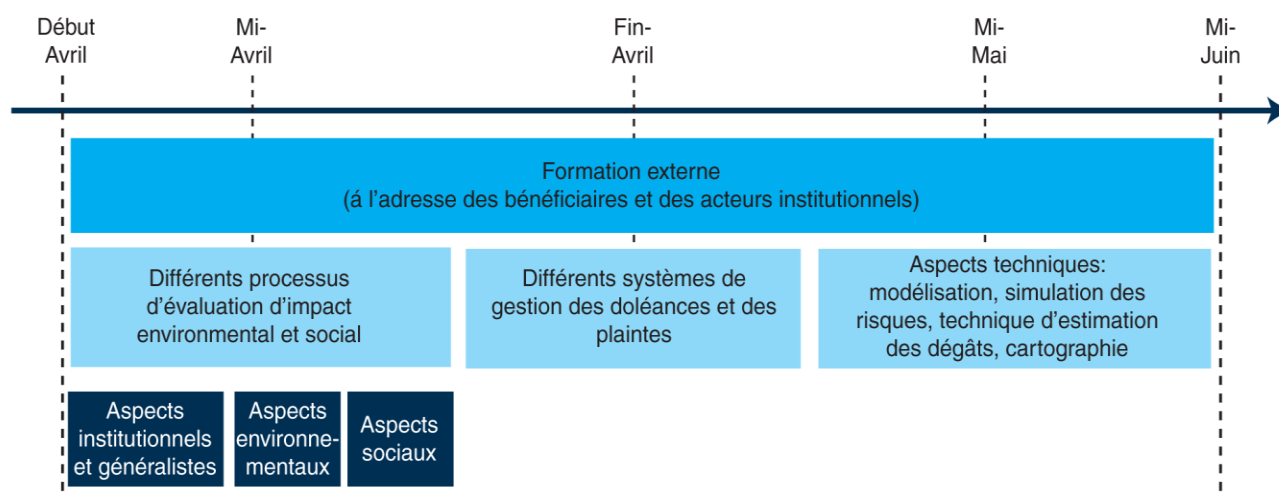 Début
Avril
Mi-
Avril
Fin-
Avril
Mi-
Mai
Mi-
Juin
Formation externe
(á l’adresse des bénéficiaires et des acteurs institutionnels)
Différents processus
d’évaluation d’impact
environmental et social
Différents systèmes de
gestion des doléances et des
plaintes
Aspects techniques:
modélisation, simulation des
risques, technique d’estimation
des dégâts, cartographie
Aspects
institutionnels
et généralistes
Aspects
environne-
mentaux
Aspects
sociaux